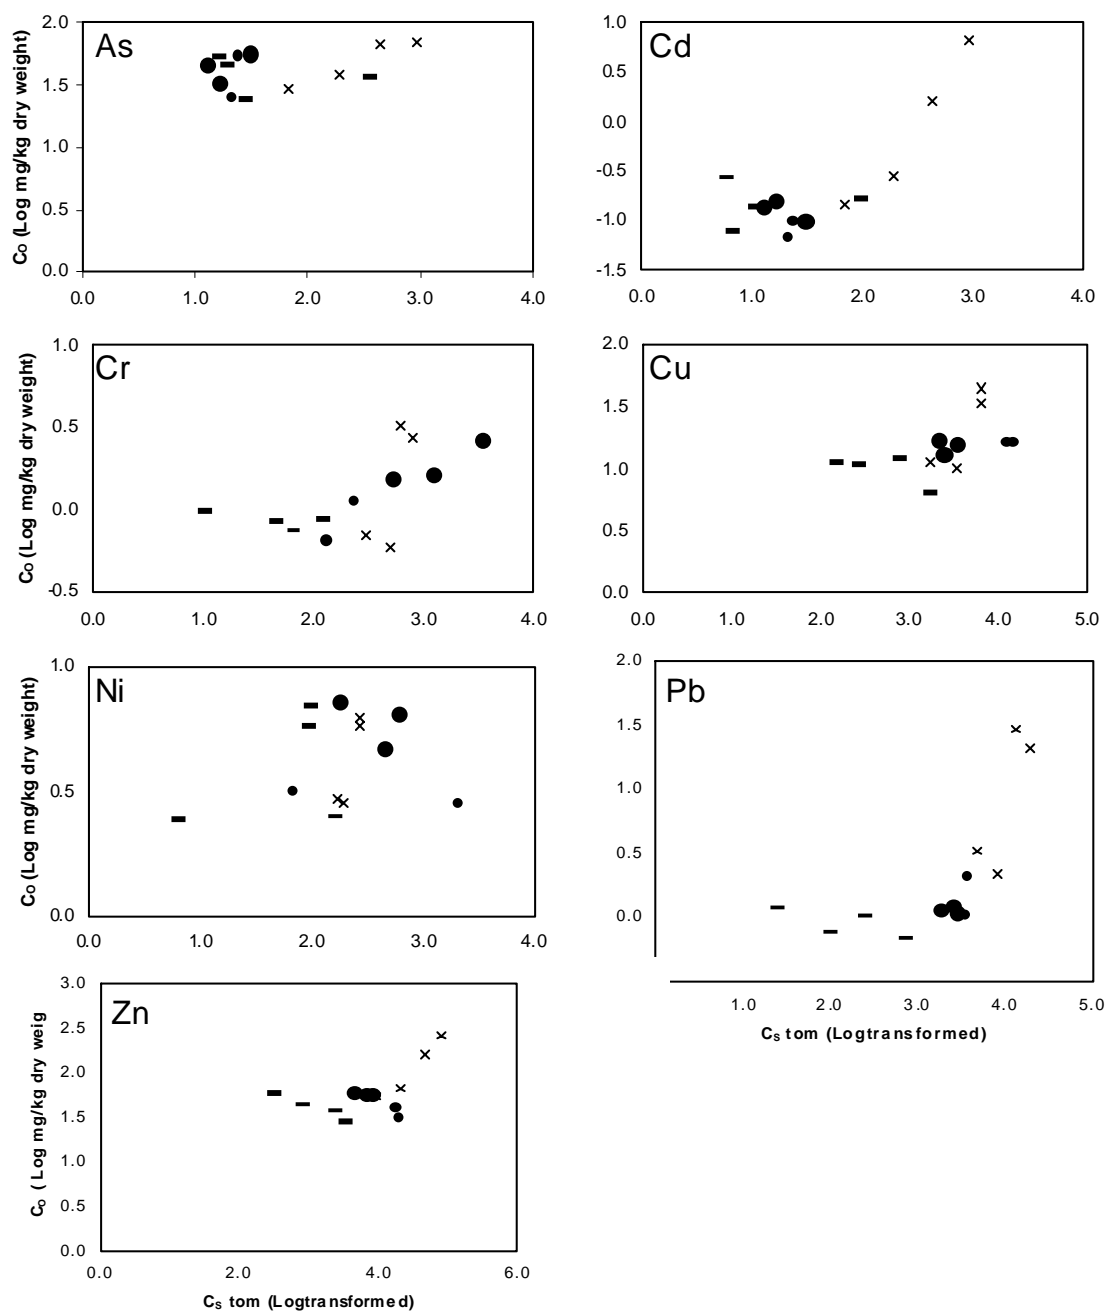 As
Co (Log mg/kg dry weight)
2.0
1.5
1.0
0.5
0.0
0.0 1.0 2.0 3.0 4.0
Cd
1.0
0.5
0.0
-0.5
-1.0
-1.5
0.0 1.0 2.0 3.0 4.0
Cr
Co (Log mg/kg dry weight)
1.0
0.5
0.0
-0.5
0.0 1.0 2.0 3.0 4.0
Cu
2.0
1.5
1.0
0.5
0.0
0.0 1.0 2.0 3.0 4.0 5.0
Ni
Co (Log mg/kg dry weight)
1.0
0.5
0.0
0.0 1.0 2.0 3.0 4.0
Pb
2.0
1.5
1.0
0.5
0.0
1.0 2.0 3.0 4.0 5.0
Cs tom (Logtransformed)
Zn
Co ( Log mg/kg dry weig
3.0
2.5
2.0
1.5
1.0
0.5
0.0
0.0 2.0 4.0 6.0
Cs tom (Logtransformed)